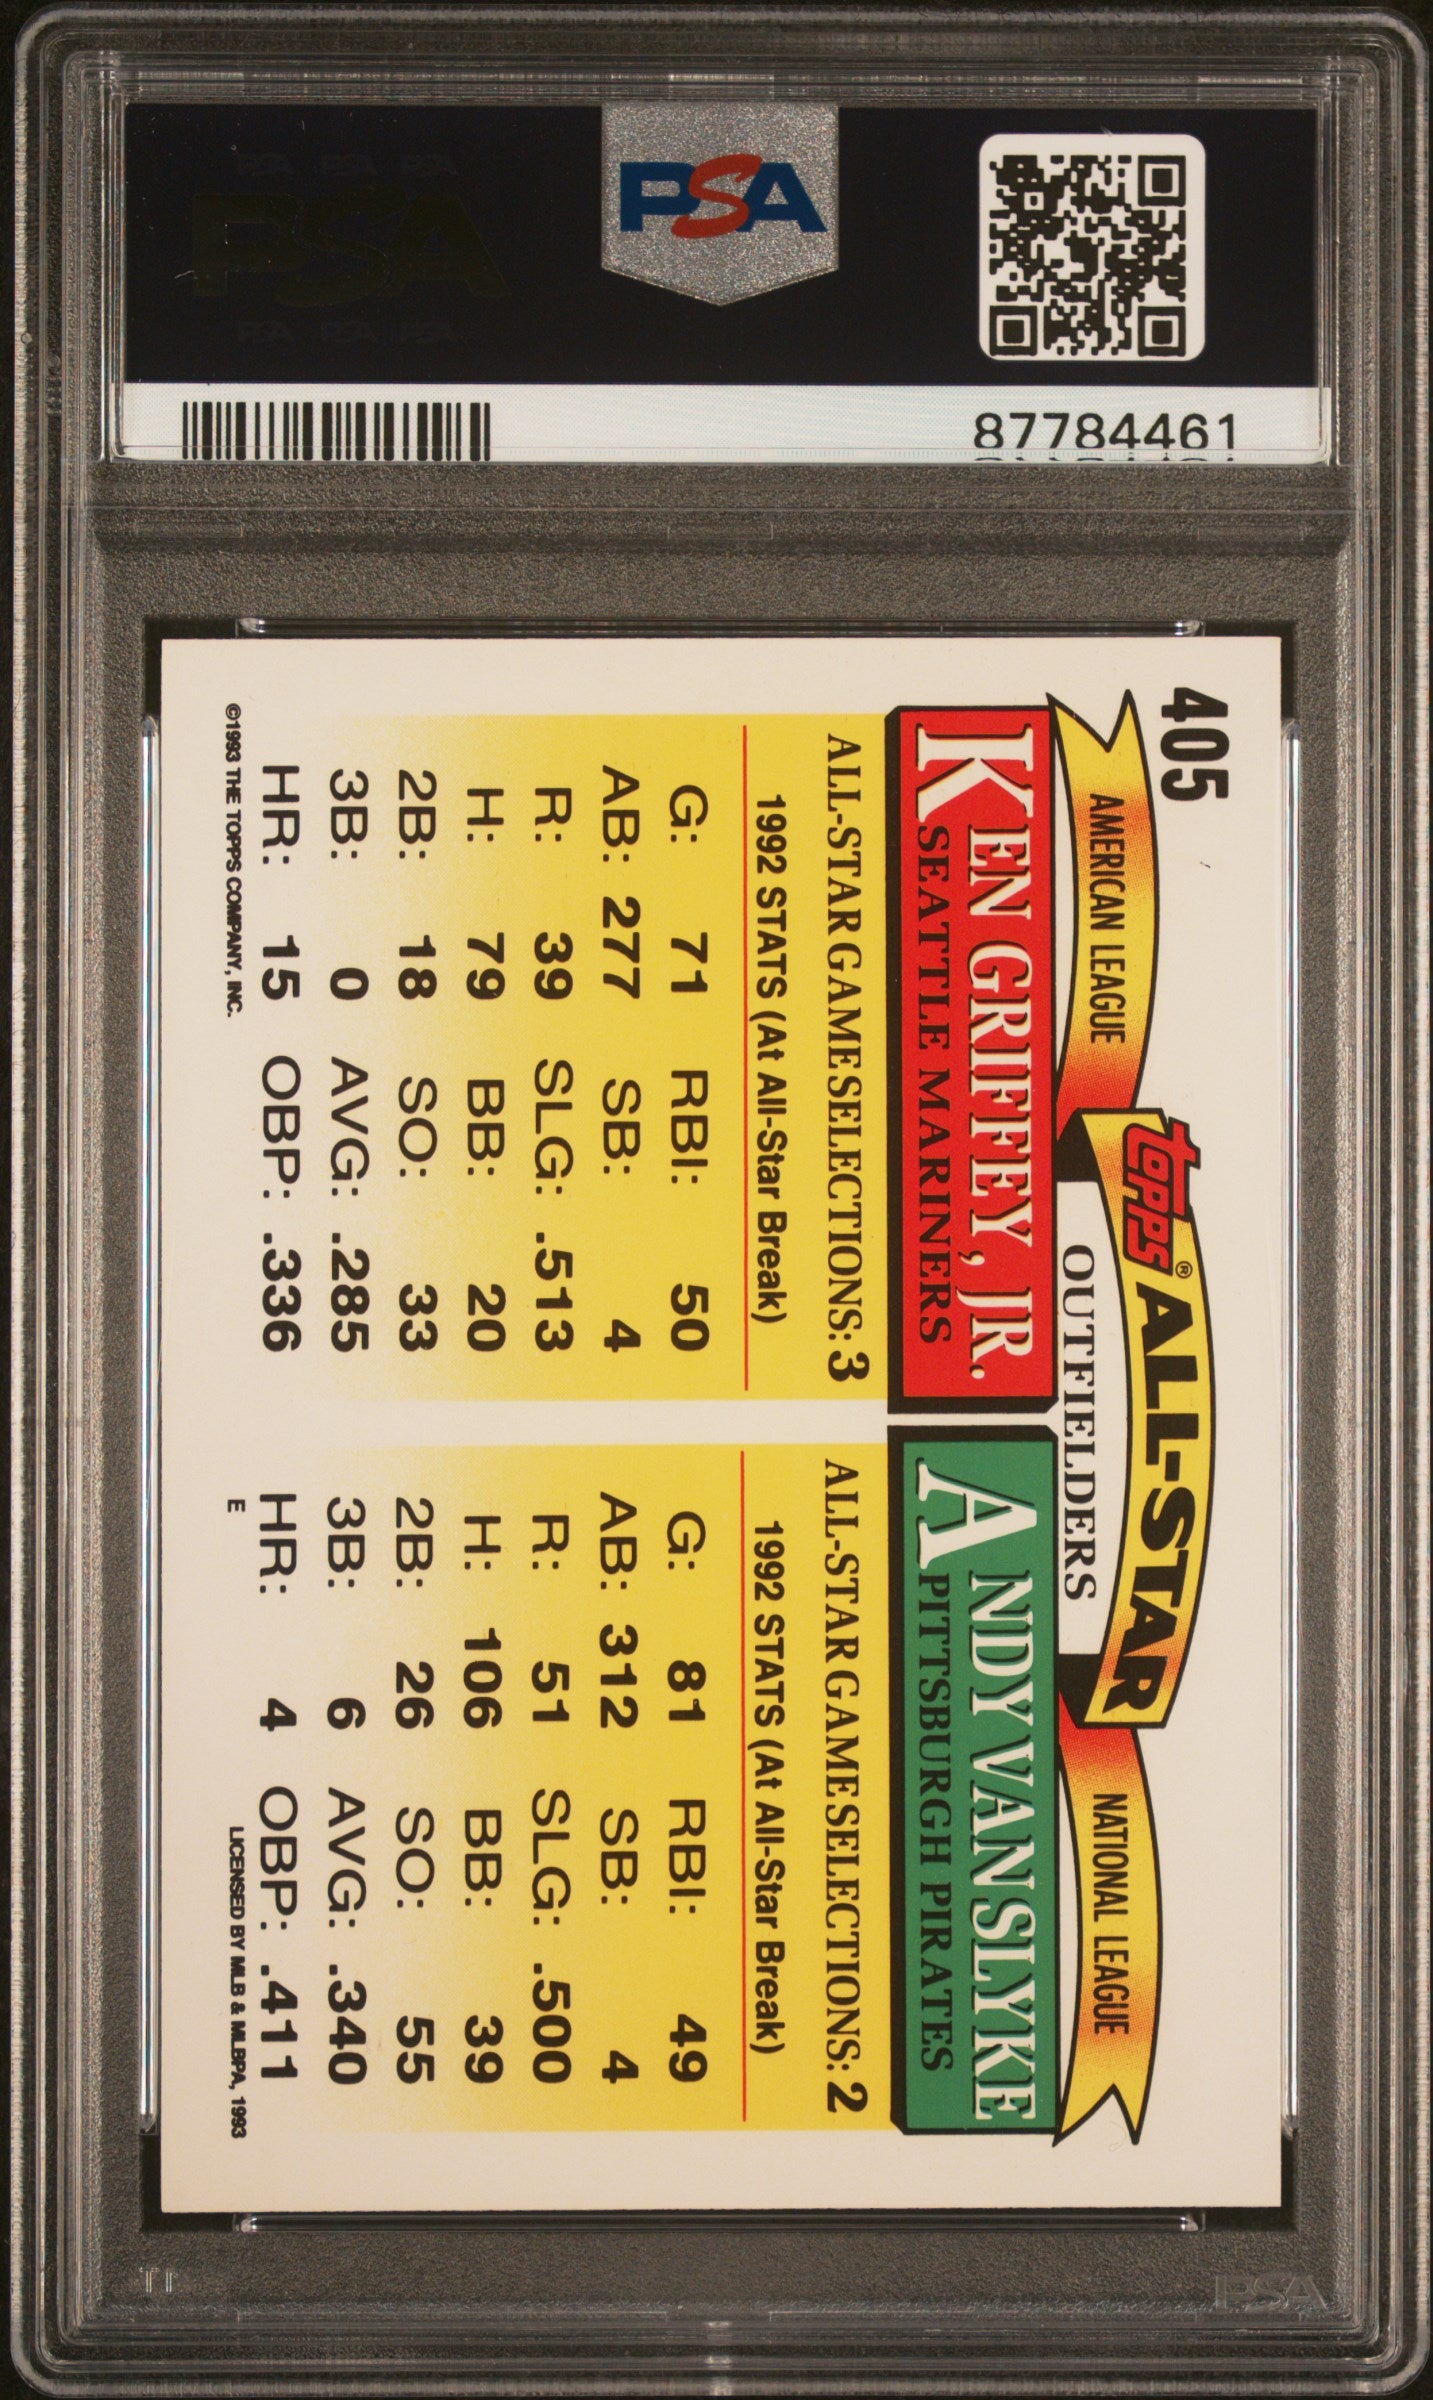 PSA
87784461
405
topps® ALL-STAR
AMERICAN LEAGUE
NATIONAL LEAGUE
OUTFIELDERS
KEN GRIFFEY, JR.
SEATTLE MARINERS
ALL-STAR GAME SELECTIONS: 3
1992 STATS (At All-Star Break)
G: 71 RBI: 50
AB: 277 SB: 4
R: 39 SLG: .513
H: 79 BB: 20
2B: 18 SO: 33
3B: 0 AVG: .285
HR: 15 OBP: .336
ANDY VAN SLYKE
PITTSBURGH PIRATES
ALL-STAR GAME SELECTIONS: 2
1992 STATS (At All-Star Break)
G: 81 RBI: 49
AB: 312 SB: 4
R: 51 SLG: .500
H: 106 BB: 39
2B: 26 SO: 55
3B: 6 AVG: .340
HR: 4 OBP: .411
©1993 THE TOPPS COMPANY, INC.
E
LICENSED BY MLB & MLBPA, 1993
PSA